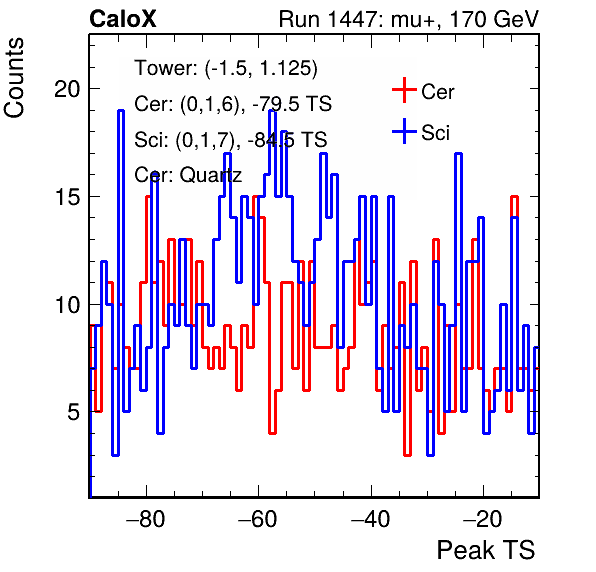 CaloX Run 1447: mu+, 170 GeV
Counts
Tower: (-1.5, 1.125)
Cer: (0,1,6), -79.5 TS
Sci: (0,1,7), -84.5 TS
Cer: Quartz
Cer
Sci
20
15
10
5
−80 −60 −40 −20
Peak TS